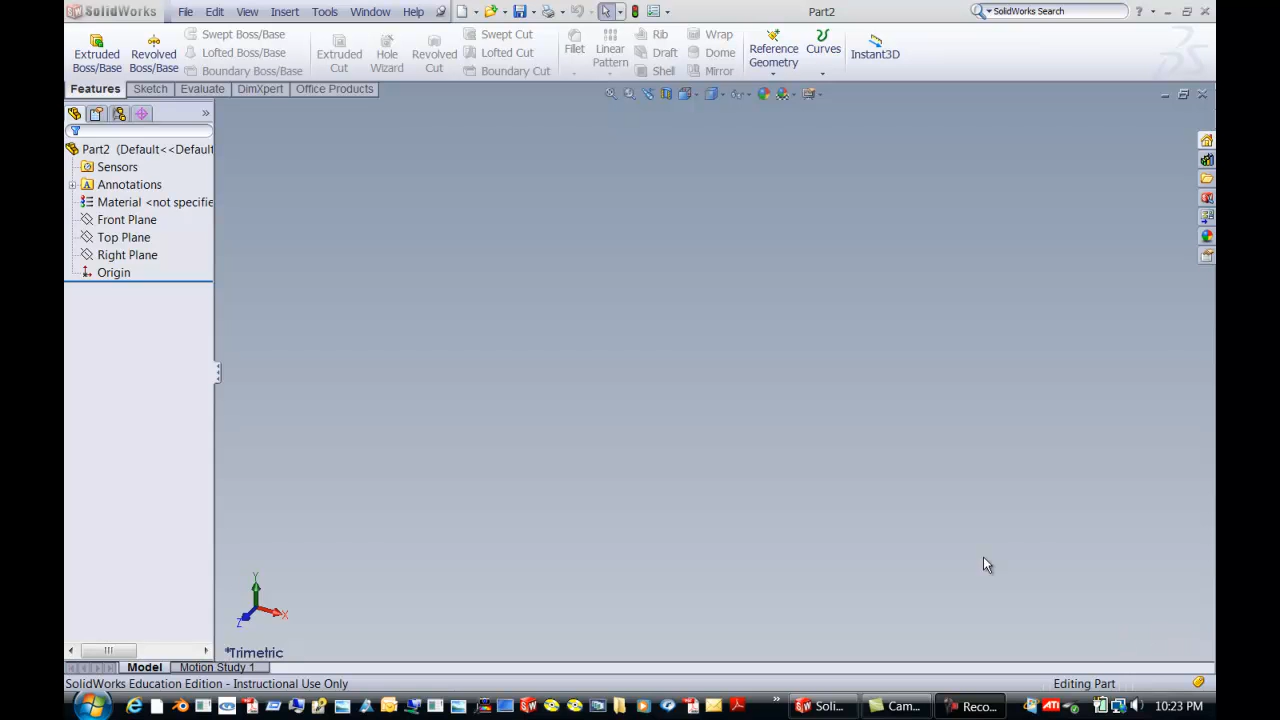 SolidWorks File Edit View Insert Tools Window Help Part2 SolidWorks Search ?
Extruded Boss/Base
Revolved Boss/Base
Swept Boss/Base
Lofted Boss/Base
Boundary Boss/Base
Extruded Cut
Hole Wizard
Revolved Cut
Swept Cut
Lofted Cut
Boundary Cut
Fillet
Linear Pattern
Rib
Draft
Shell
Wrap
Dome
Mirror
Reference Geometry
Curves
Instant3D
Features Sketch Evaluate DimXpert Office Products
»
Part2 (Default<<Default
Sensors
A Annotations
Material <not specifie
Front Plane
Top Plane
Right Plane
Origin
Y
X
Z
*Trimetric
Model Motion Study 1
SolidWorks Education Edition - Instructional Use Only Editing Part
» Soli... Cam... Reco... ATI 10:23 PM